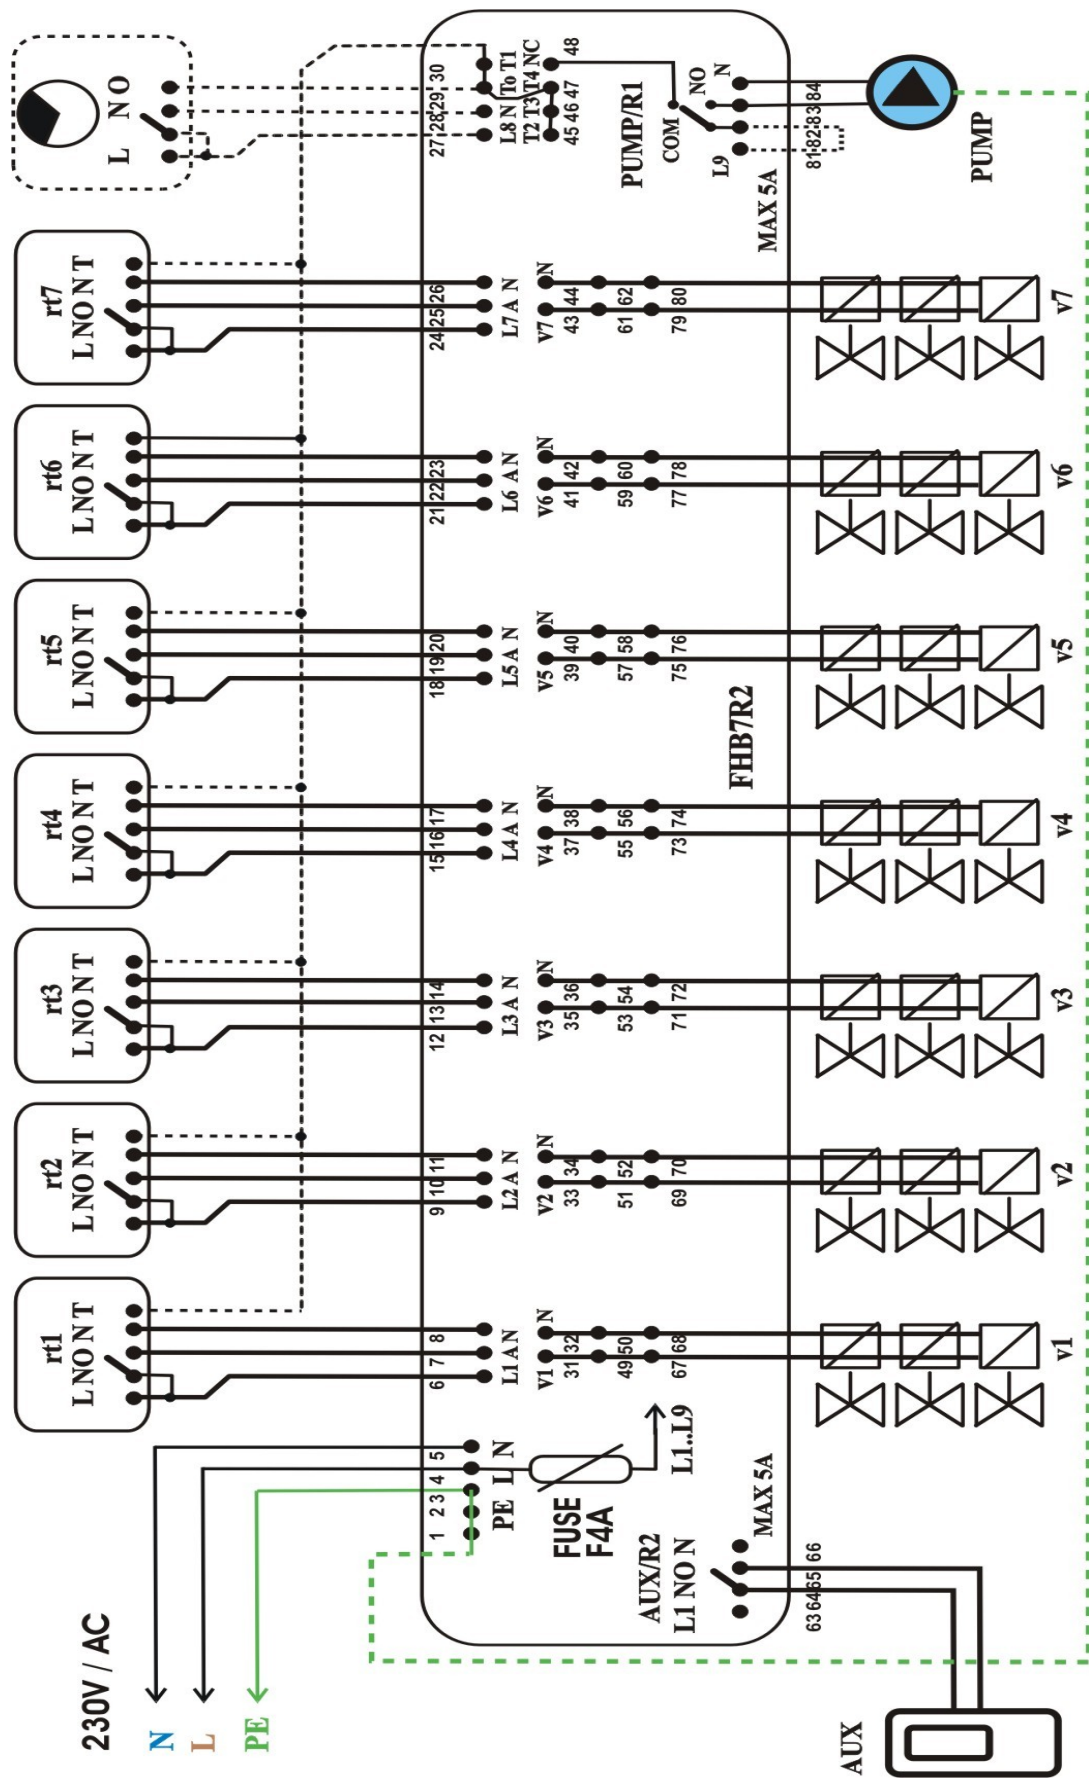 rt1 rt2 rt3 rt4 rt5 rt6 rt7
LNONT LNONT LNONT LNONT LNONT LNONT LNONT
L N O
230V / AC
N
L
PE
1 2 3 4 5 6 7 8 9 10 11 12 13 14 15 16 17 18 19 20 21 22 23 24 25 26 27 28 29 30
PE L N L1 A N L2 A N L3 A N L4 A N L5 A N L6 A N L7 A N L8 N To T1
V1 N V2 N V3 N V4 N V5 N V6 N V7 N T2 T3 T4 NC
31 32 33 34 35 36 37 38 39 40 41 42 43 44 45 46 47 48
FUSE
F4A
49 50 51 52 53 54 55 56 57 58 59 60 61 62
67 68 69 70 71 72 73 74 75 76 77 78 79 80
L1..L9
AUX/R2
L1 NO N
PUMP/R1
COM NO N
L9
FHB7R2
MAX 5A
MAX 5A
63 64 65 66
81 82 83 84
AUX
PUMP
v1 v2 v3 v4 v5 v6 v7